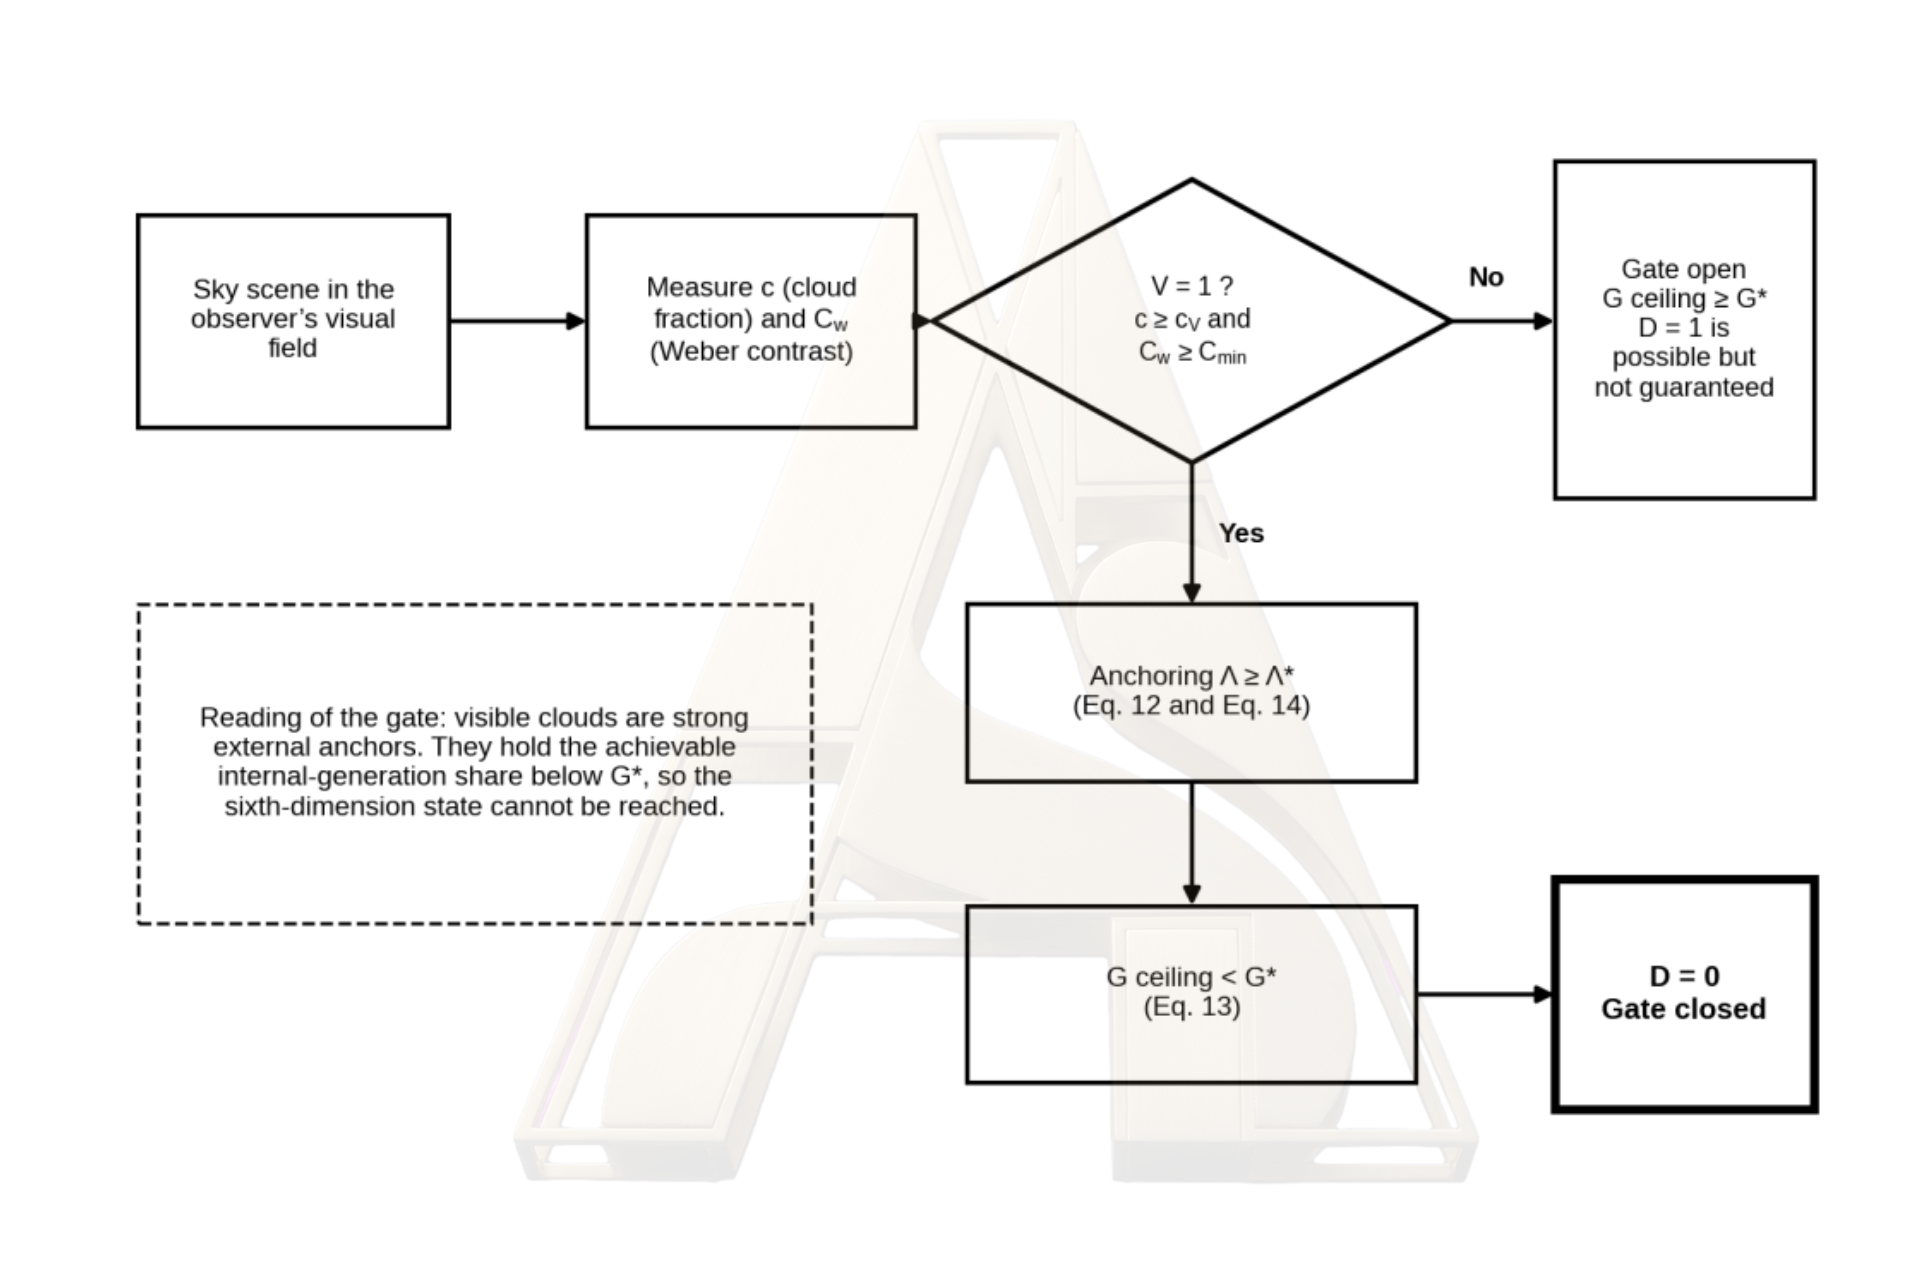 Sky scene in the
observer’s visual
field
Measure c (cloud
fraction) and Cw
(Weber contrast)
V = 1 ?
c ≥ cV and
Cw ≥ Cmin
No
Gate open
G ceiling ≥ G*
D = 1 is
possible but
not guaranteed
Yes
Anchoring Λ ≥ Λ*
(Eq. 12 and Eq. 14)
Reading of the gate: visible clouds are strong
external anchors. They hold the achievable
internal-generation share below G*, so the
sixth-dimension state cannot be reached.
G ceiling < G*
(Eq. 13)
D = 0
Gate closed